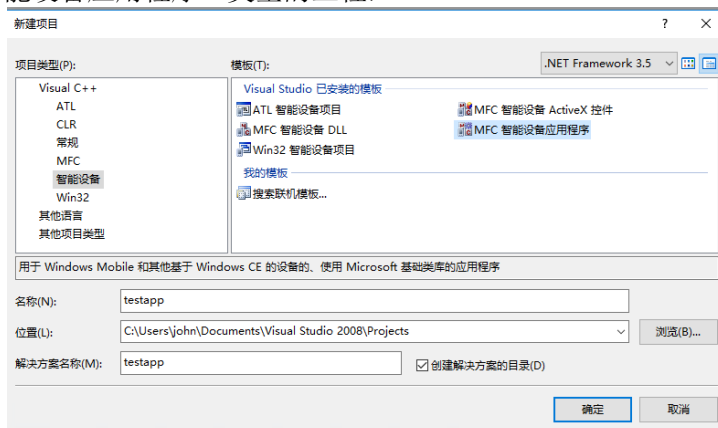 新建项目 ? ×
项目类型(P): 模板(T): .NET Framework 3.5
Visual C++
ATL
CLR
常规
MFC
智能设备
Win32
其他语言
其他项目类型
Visual Studio 已安装的模板
ATL 智能设备项目 MFC 智能设备 ActiveX 控件
MFC 智能设备 DLL MFC 智能设备应用程序
Win32 智能设备项目
我的模板
搜索联机模板...
用于 Windows Mobile 和其他基于 Windows CE 的设备的、使用 Microsoft 基础类库的应用程序
名称(N): testapp
位置(L): C:\Users\john\Documents\Visual Studio 2008\Projects 浏览(B)...
解决方案名称(M): testapp 创建解决方案的目录(D)
确定 取消